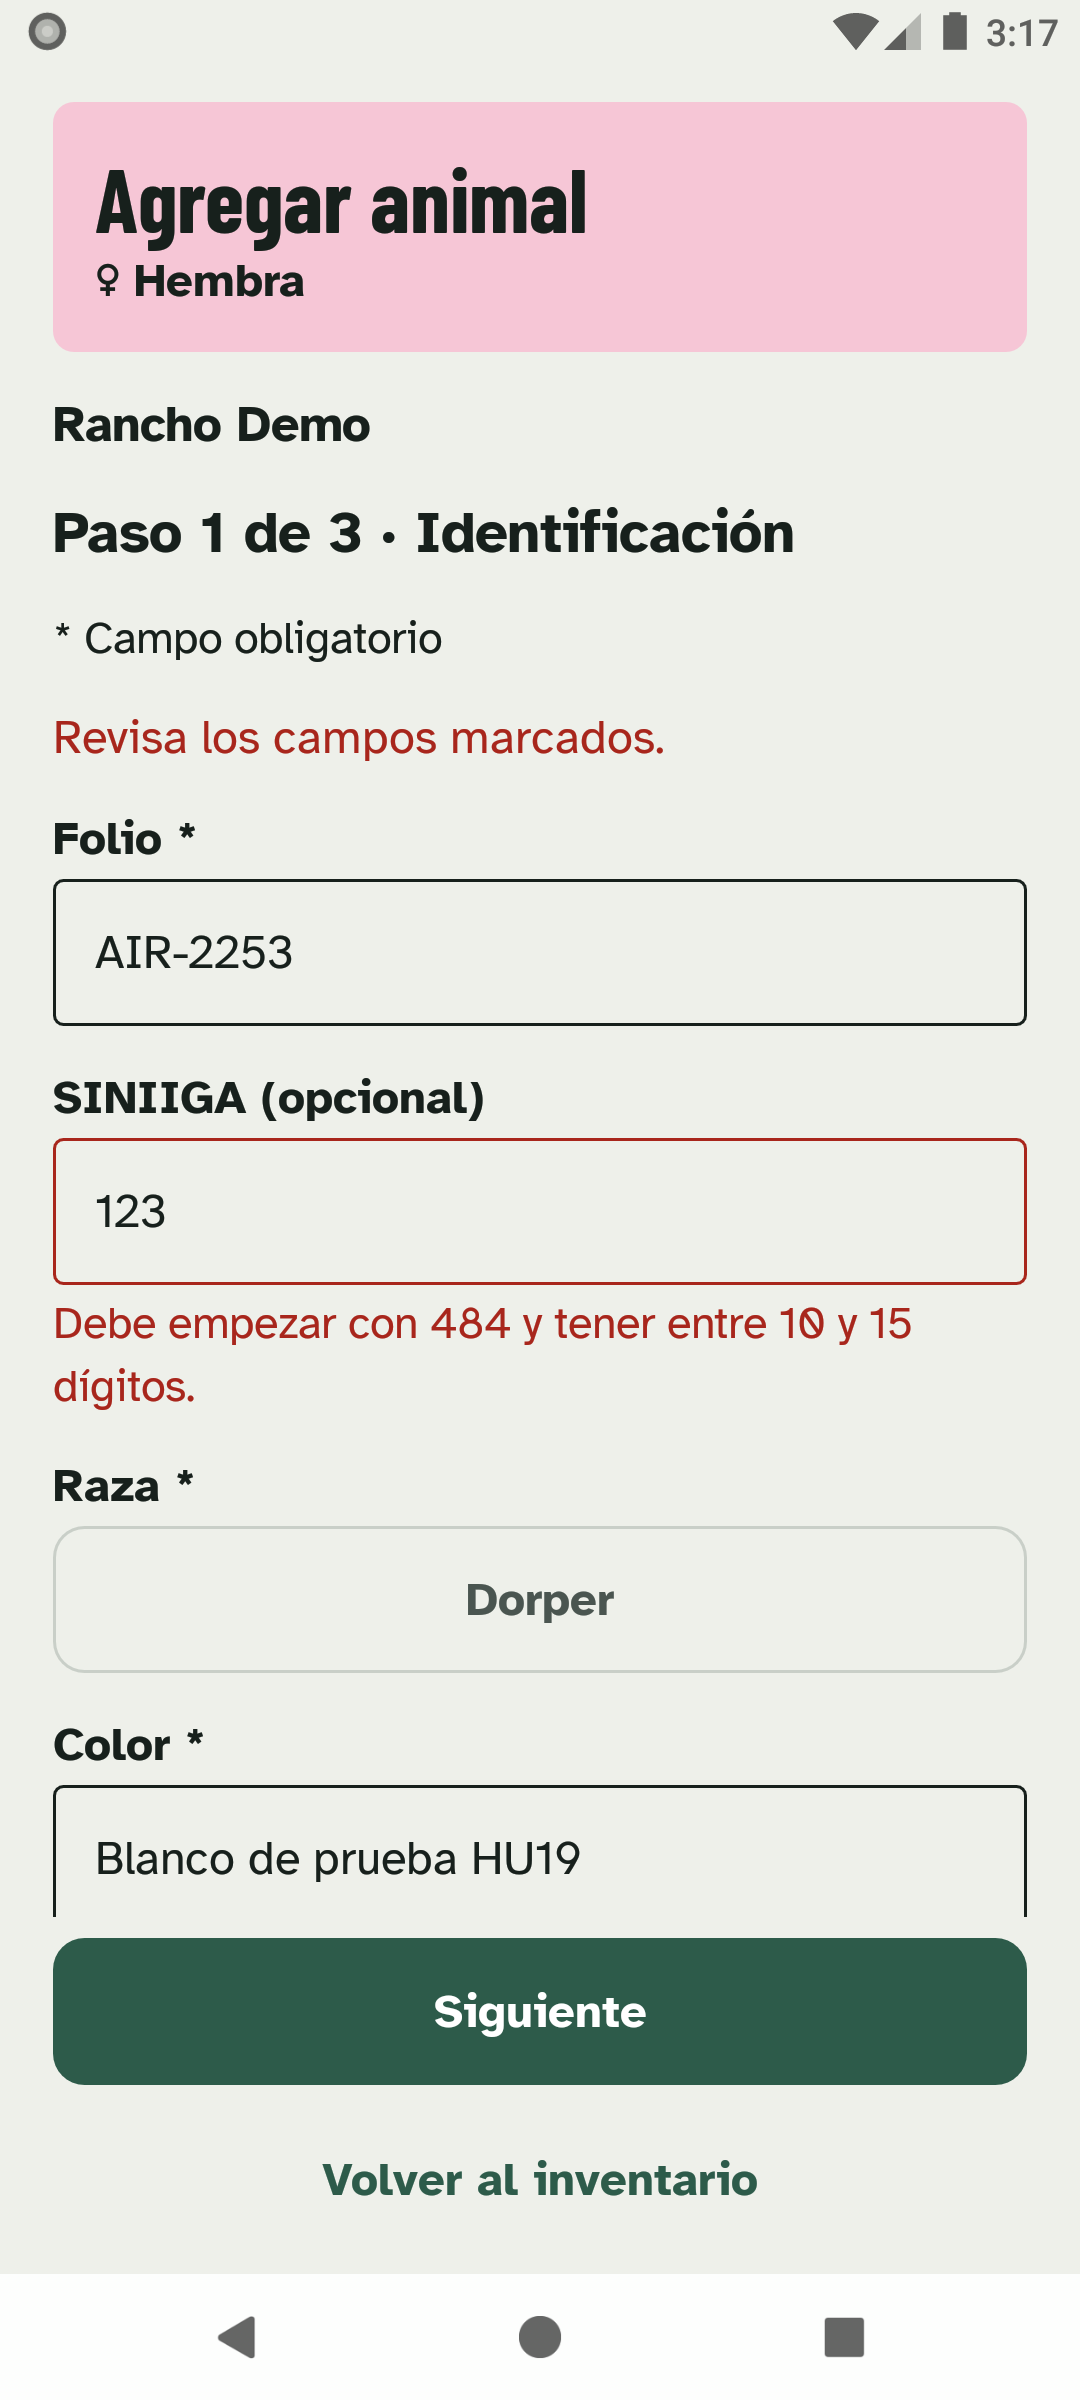 3:17
Agregar animal
♀ Hembra
Rancho Demo
Paso 1 de 3 · Identificación
* Campo obligatorio
Revisa los campos marcados.
Folio *
AIR-2253
SINIIGA (opcional)
123
Debe empezar con 484 y tener entre 10 y 15
dígitos.
Raza *
Dorper
Color *
Blanco de prueba HU19
Siguiente
Volver al inventario